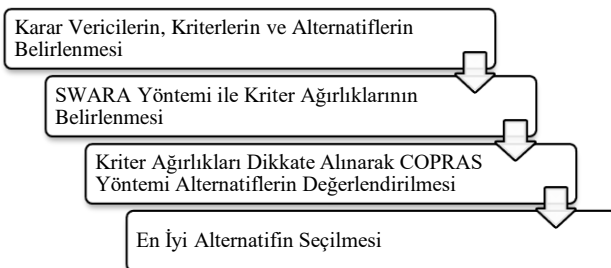 Karar Vericilerin, Kriterlerin ve Alternatiflerin
Belirlenmesi
SWARA Yöntemi ile Kriter Ağırlıklarının
Belirlenmesi
Kriter Ağırlıkları Dikkate Alınarak COPRAS
Yöntemi Alternatiflerin Değerlendirilmesi
En İyi Alternatifin Seçilmesi